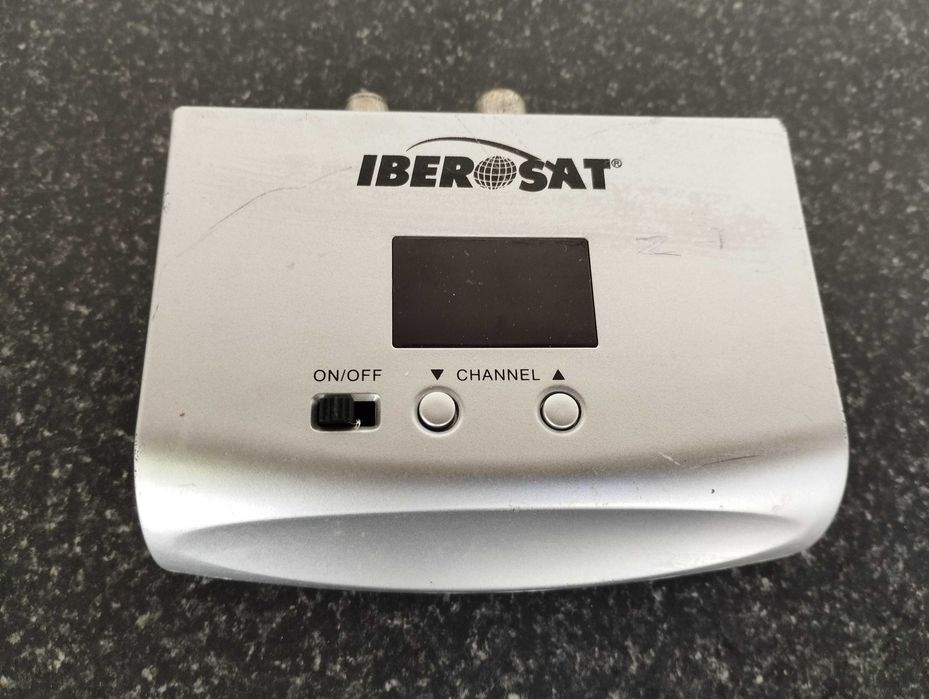 IBEROSAT®
ON/OFF ▼ CHANNEL ▲